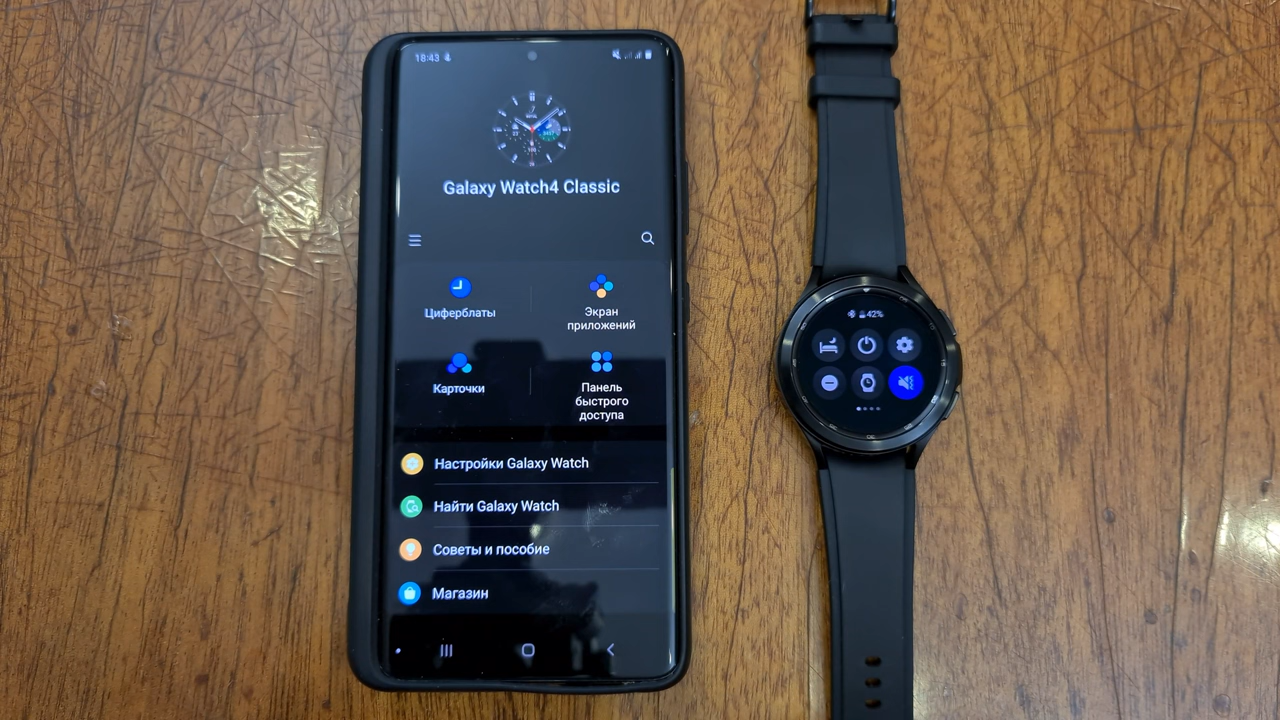 18:43
Galaxy Watch4 Classic
Циферблаты
Экран
приложений
Карточки
Панель
быстрого
доступа
Настройки Galaxy Watch
Найти Galaxy Watch
Советы и пособие
Магазин
42%